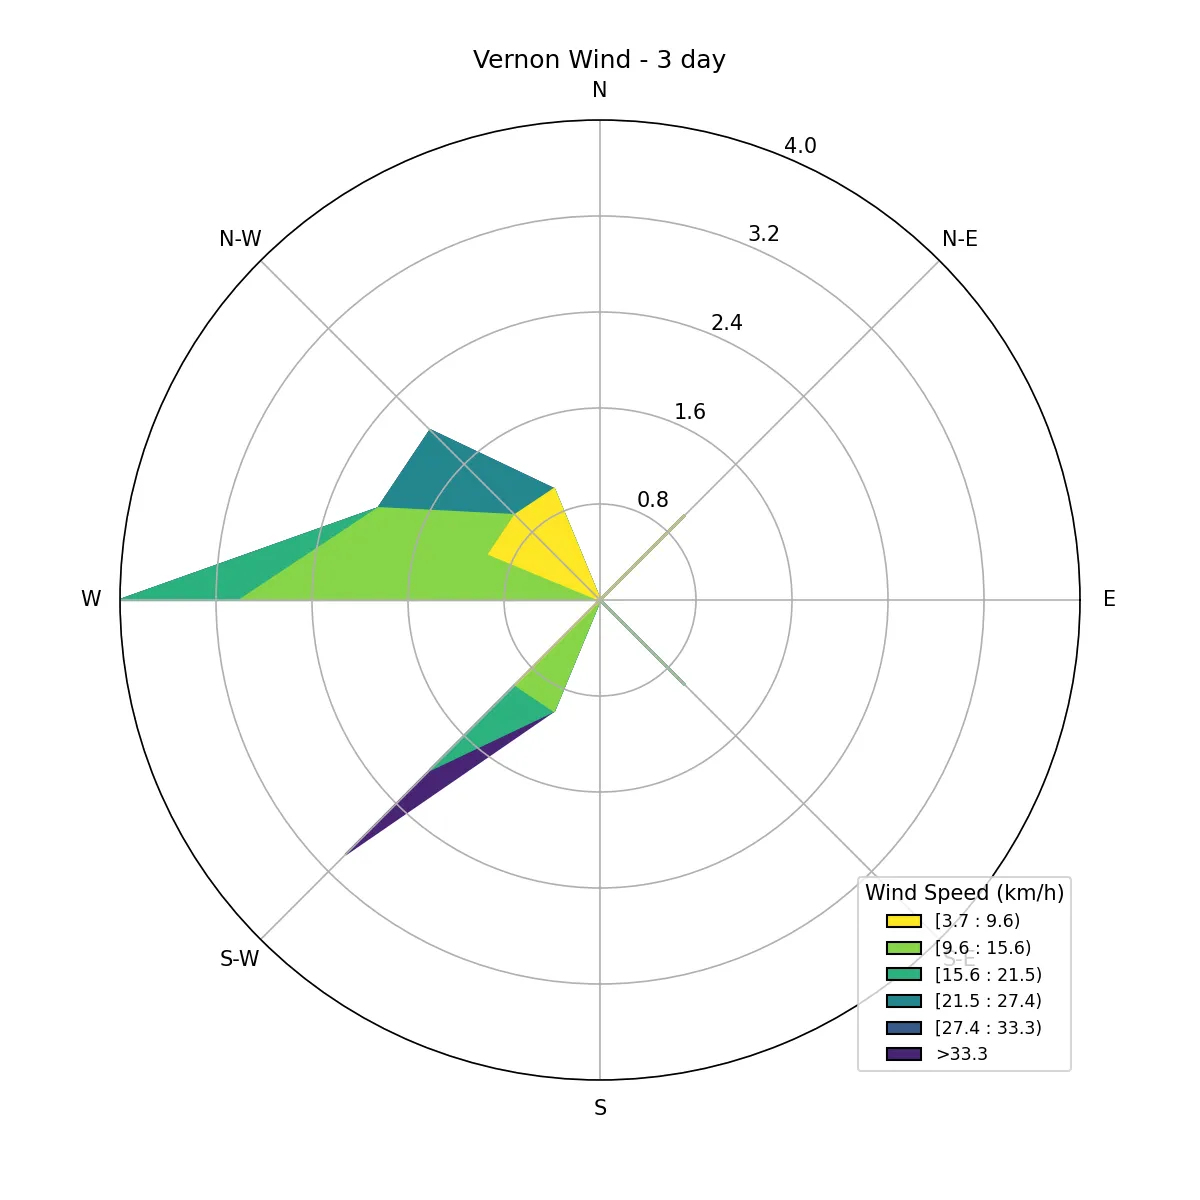 Vernon Wind - 3 day
N
4.0
N-W
3.2
N-E
2.4
1.6
0.8
W
E
S-W
S-E
S
Wind Speed (km/h)
[3.7 : 9.6)
[9.6 : 15.6)
[15.6 : 21.5)
[21.5 : 27.4)
[27.4 : 33.3)
>33.3